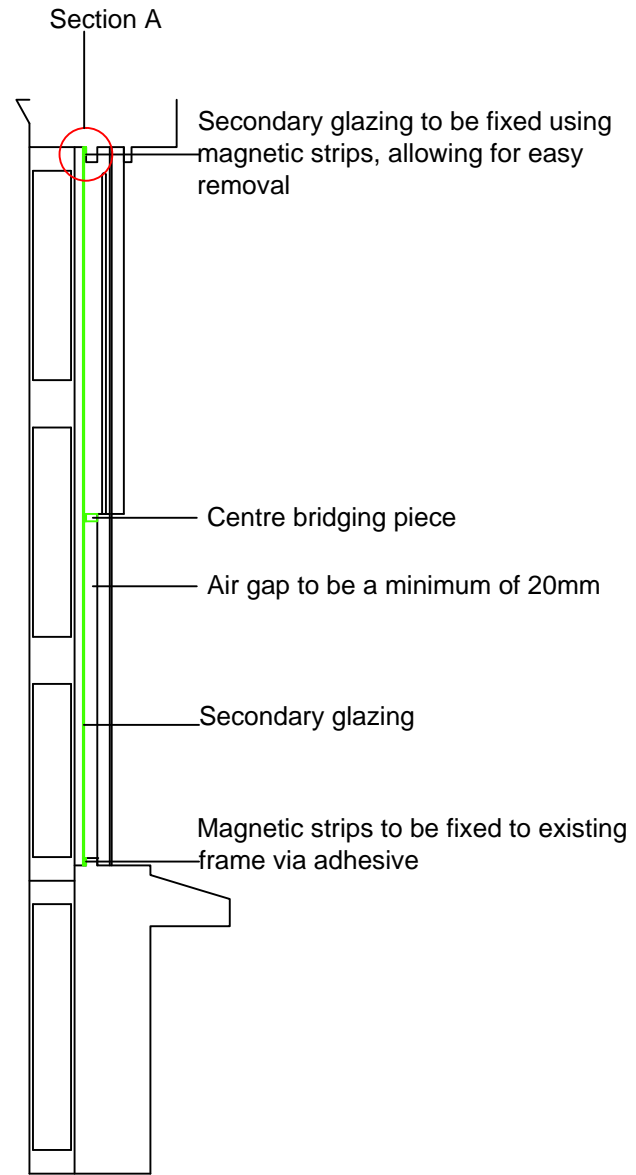 Section A
Secondary glazing to be fixed using
magnetic strips, allowing for easy
removal
Centre bridging piece
Air gap to be a minimum of 20mm
Secondary glazing
Magnetic strips to be fixed to existing
frame via adhesive